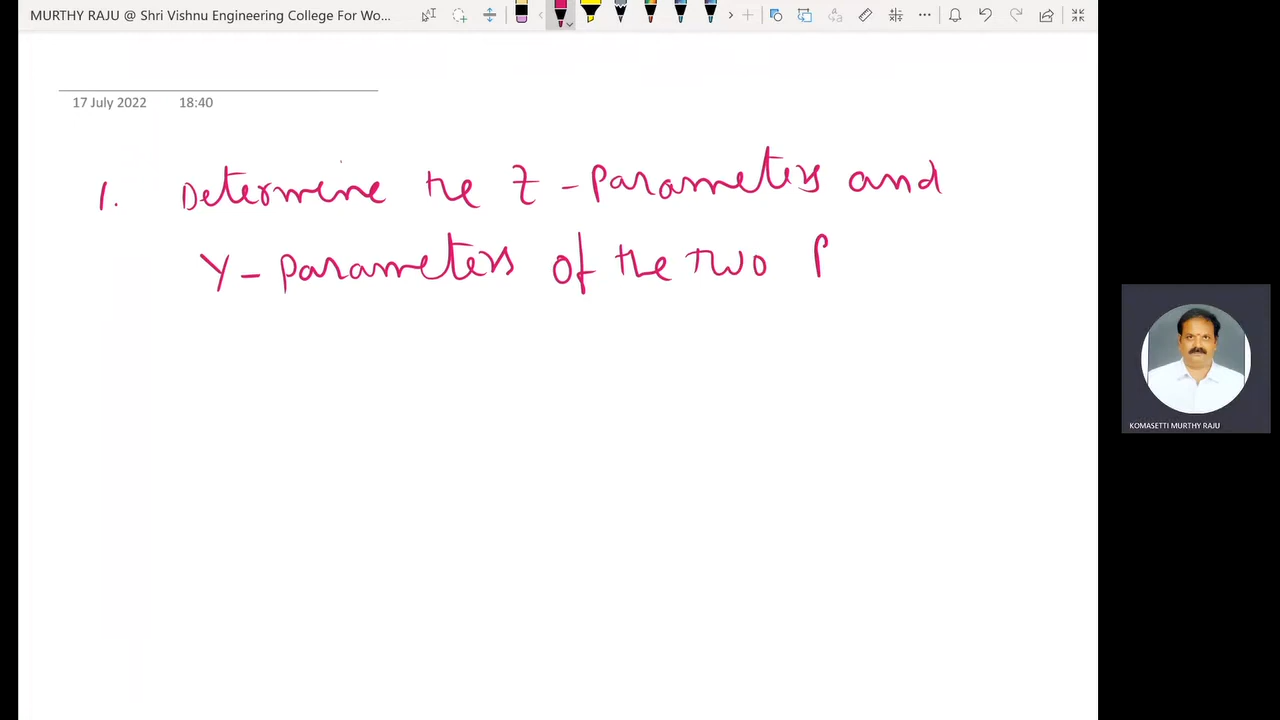 MURTHY RAJU @ Shri Vishnu Engineering College For Wo...
17 July 2022 18:40
1. Determine the Z-Parameters and
Y-Parameters of the two P
KOMASETTI MURTHY RAJU